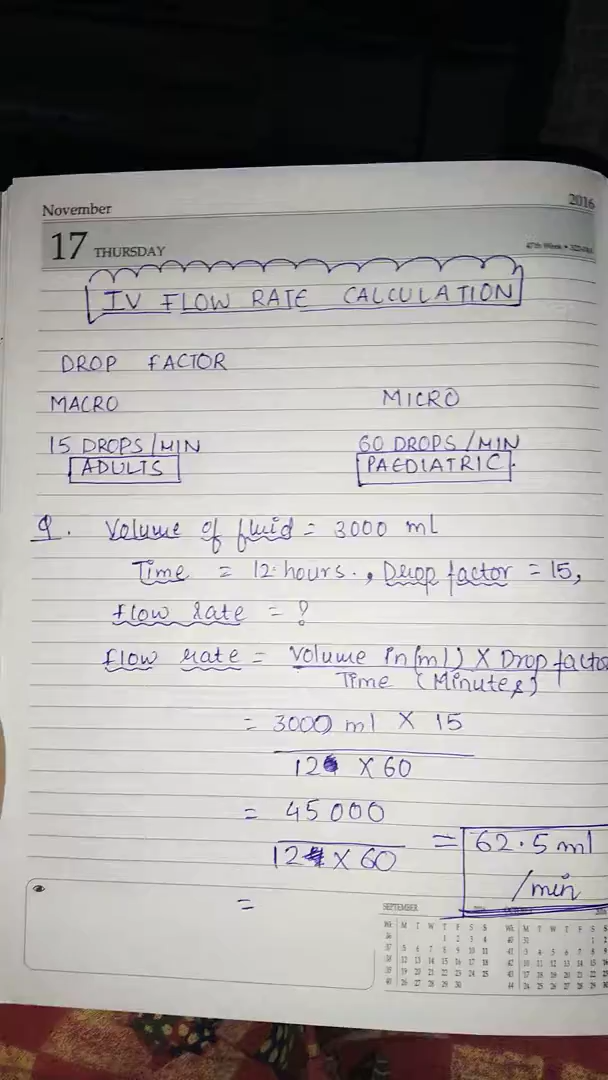 November 2016
17 THURSDAY
IV FLOW RATE CALCULATION
DROP FACTOR
MACRO MICRO
15 DROPS/MIN 60 DROPS/MIN
ADULTS PAEDIATRIC.
Q. Volume of fluid = 3000 ml
Time = 12 hours., Drop factor = 15,
flow rate = ?
flow rate = Volume in (ml) X Drop factor
Time (Minutes)
= 3000 ml X 15
12 X 60
= 45000
12 X 60
= 62.5 ml
/min
=
SEPTEMBER
Wk M T W T F S S Wk M T W T F S S